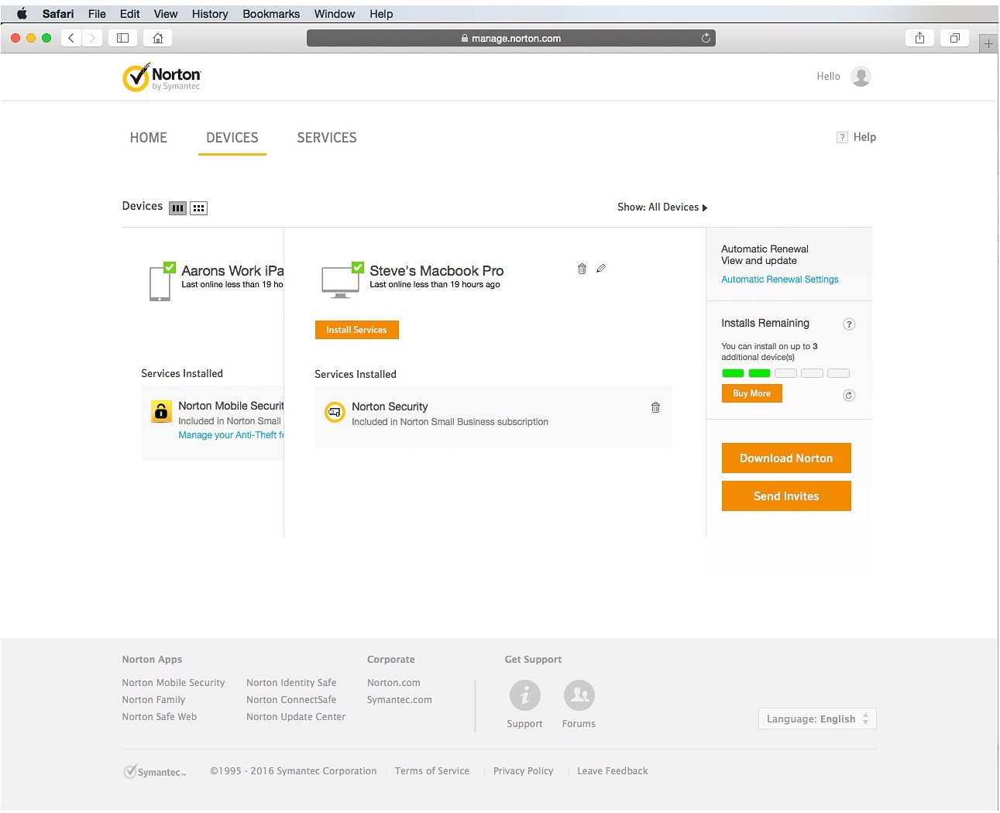 Safari File Edit View History Bookmarks Window Help
manage.norton.com
Norton
by Symantec
Hello
HOME DEVICES SERVICES
? Help
Devices
Show: All Devices
Aarons Work iPa
Last online less than 19 ho
Services Installed
Norton Mobile Securit
Included in Norton Small
Manage your Anti-Theft fe
Steve's Macbook Pro
Last online less than 19 hours ago
Install Services
Services Installed
Norton Security
Included in Norton Small Business subscription
Automatic Renewal
View and update
Automatic Renewal Settings
Installs Remaining ?
You can install on up to 3
additional device(s)
Buy More
Download Norton
Send Invites
Norton Apps
Norton Mobile Security
Norton Family
Norton Safe Web
Norton Identity Safe
Norton ConnectSafe
Norton Update Center
Corporate
Norton.com
Symantec.com
Get Support
Support
Forums
Language: English
Symantec™
©1995 - 2016 Symantec Corporation
Terms of Service
Privacy Policy
Leave Feedback